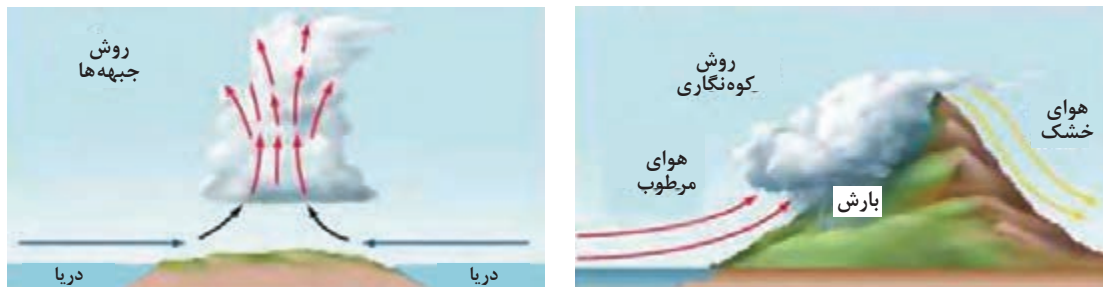 روش
کوه‌نگاری
هوای
مرطوب
بارش
هوای
خشک
روش
جبهه‌ها
دریا
دریا